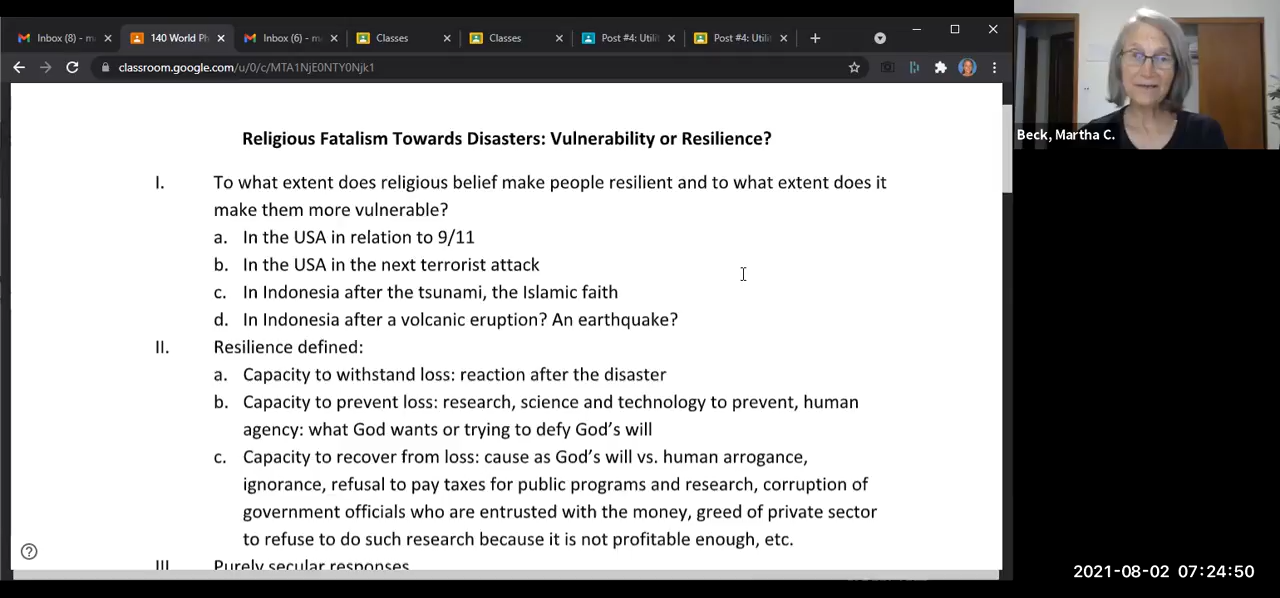 Inbox (8) - m
140 World Ph
Inbox (6) - m
Classes
Classes
Post #4: Utili
Post #4: Utili
classroom.google.com/u/0/c/MTA1NjE0NTY0Njk1
Beck, Martha C.
Religious Fatalism Towards Disasters: Vulnerability or Resilience?
I. To what extent does religious belief make people resilient and to what extent does it
make them more vulnerable?
a. In the USA in relation to 9/11
b. In the USA in the next terrorist attack
c. In Indonesia after the tsunami, the Islamic faith
d. In Indonesia after a volcanic eruption? An earthquake?
II. Resilience defined:
a. Capacity to withstand loss: reaction after the disaster
b. Capacity to prevent loss: research, science and technology to prevent, human
agency: what God wants or trying to defy God's will
c. Capacity to recover from loss: cause as God's will vs. human arrogance,
ignorance, refusal to pay taxes for public programs and research, corruption of
government officials who are entrusted with the money, greed of private sector
to refuse to do such research because it is not profitable enough, etc.
III. Purely secular responses
2021-08-02 07:24:50